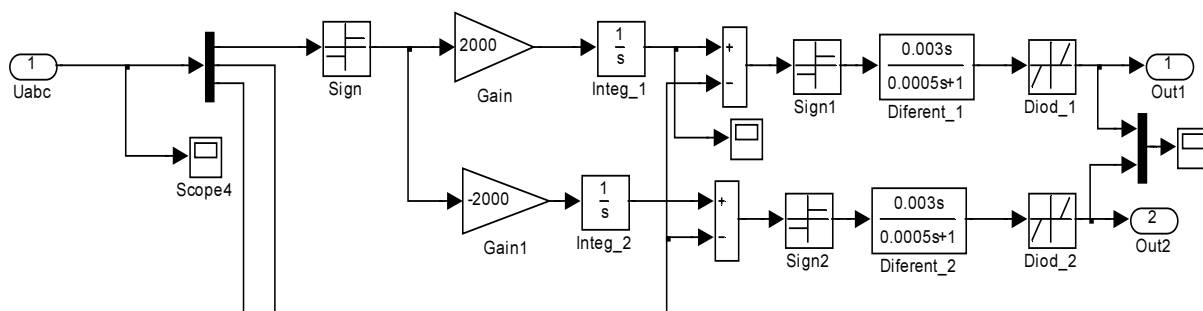 1
Uabc
Scope4
Sign
2000
Gain
1
s
Integ_1
+
-
Sign1
0.003s
0.0005s+1
Diferent_1
Diod_1
1
Out1
-2000
Gain1
1
s
Integ_2
+
-
Sign2
0.003s
0.0005s+1
Diferent_2
Diod_2
2
Out2